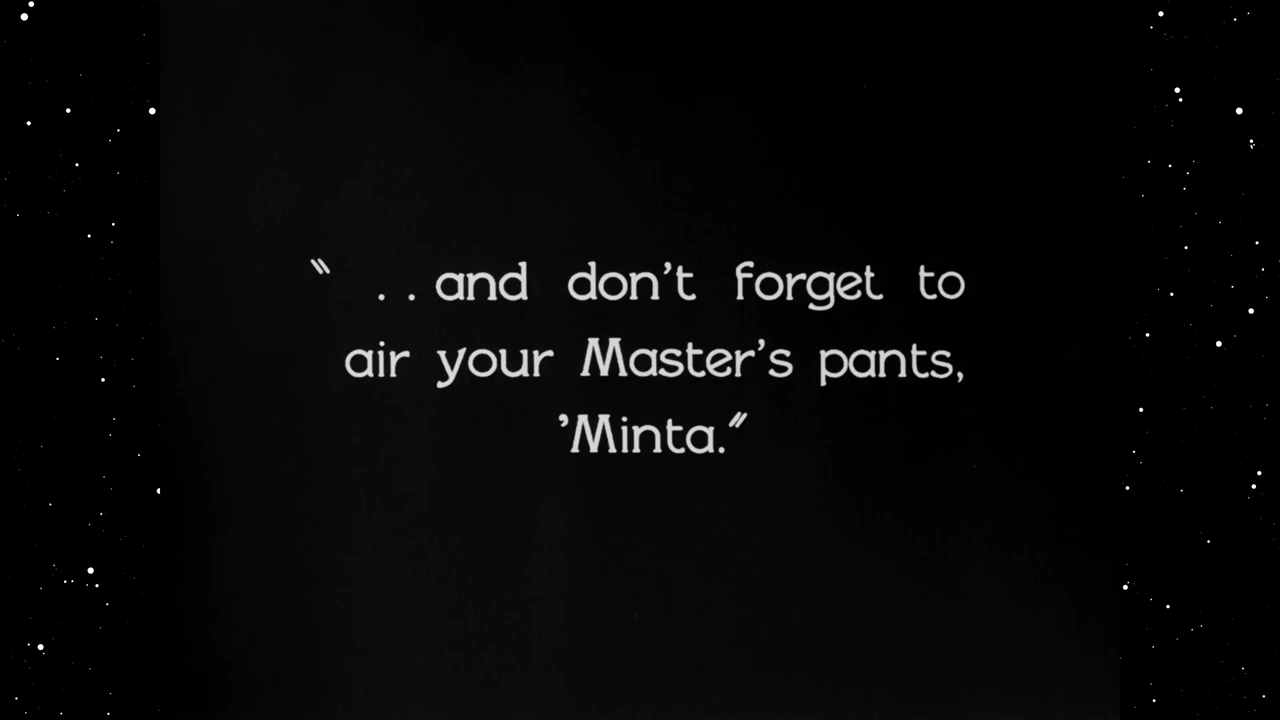 " . . and don't forget to
air your Master's pants,
'Minta."